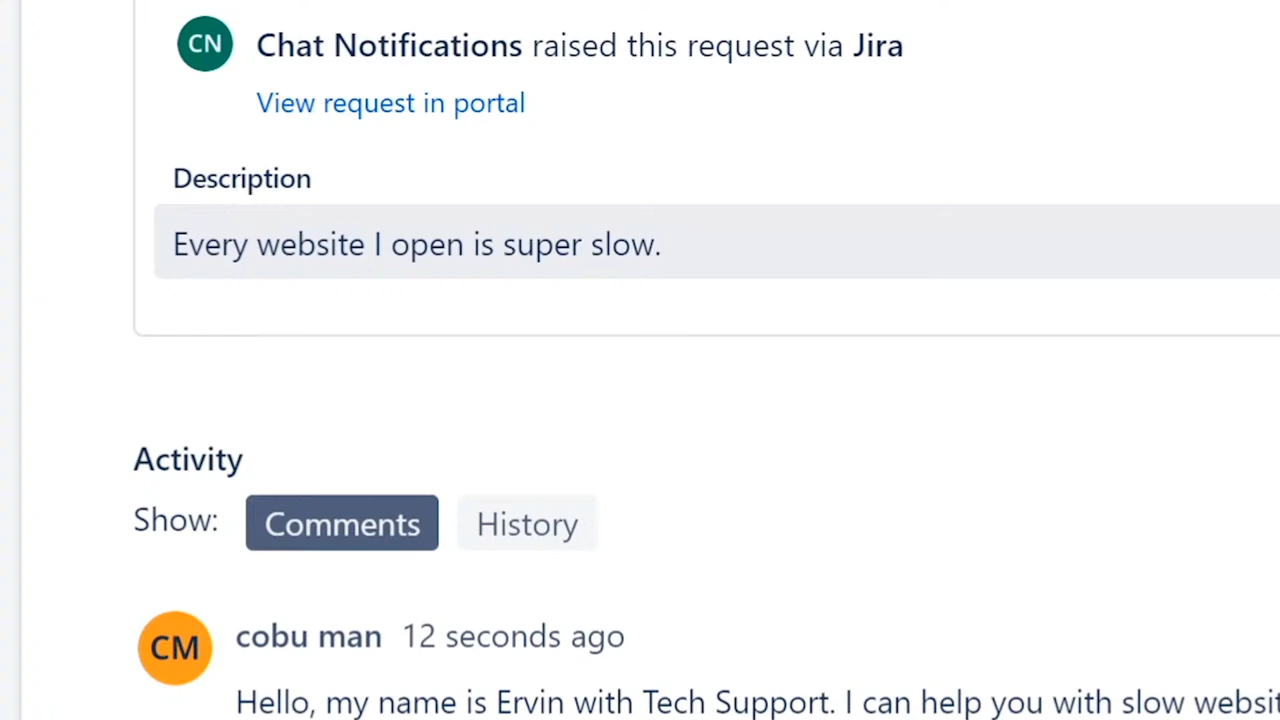 CN
Chat Notifications raised this request via Jira
View request in portal
Description
Every website I open is super slow.
Activity
Show: Comments History
CM
cobu man 12 seconds ago
Hello, my name is Ervin with Tech Support. I can help you with slow